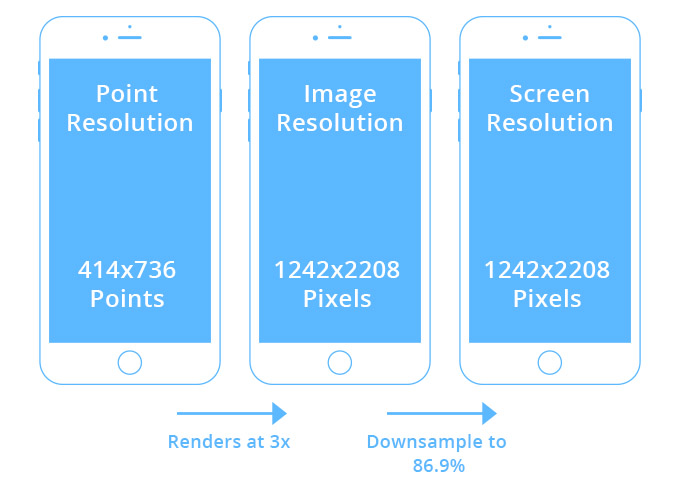 Point
Resolution
414x736
Points
Image
Resolution
1242x2208
Pixels
Screen
Resolution
1242x2208
Pixels
Renders at 3x
Downsample to
86.9%